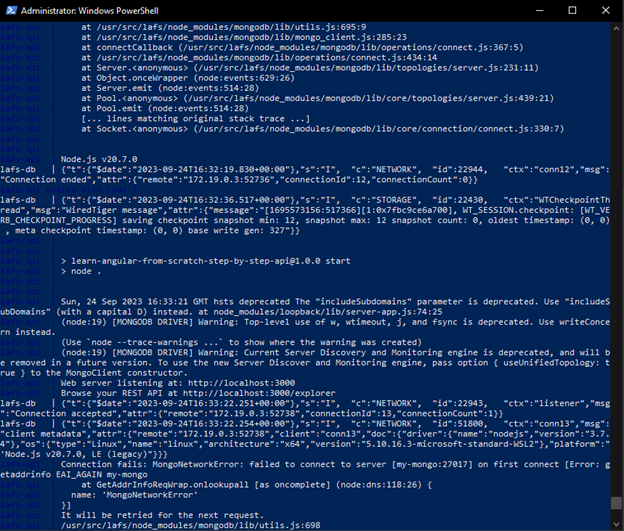 Administrator: Windows PowerShell
lafs-api | at /usr/src/lafs/node_modules/mongodb/lib/utils.js:695:9
lafs-api | at /usr/src/lafs/node_modules/mongodb/lib/mongo_client.js:285:23
lafs-api | at connectCallback (/usr/src/lafs/node_modules/mongodb/lib/operations/connect.js:367:5)
lafs-api | at /usr/src/lafs/node_modules/mongodb/lib/operations/connect.js:434:14
lafs-api | at Server.<anonymous> (/usr/src/lafs/node_modules/mongodb/lib/topologies/server.js:231:11)
lafs-api | at Object.onceWrapper (node:events:629:26)
lafs-api | at Server.emit (node:events:514:28)
lafs-api | at Pool.<anonymous> (/usr/src/lafs/node_modules/mongodb/lib/core/topologies/server.js:439:21)
lafs-api | at Pool.emit (node:events:514:28)
lafs-api | [... lines matching original stack trace ...]
lafs-api | at Socket.<anonymous> (/usr/src/lafs/node_modules/mongodb/lib/core/connection/connect.js:330:7)
lafs-api |
lafs-api |
lafs-api | Node.js v20.7.0
lafs-db | {"t":{"$date":"2023-09-24T16:32:19.830+00:00"},"s":"I", "c":"NETWORK", "id":22944, "ctx":"conn12","msg":
"Connection ended","attr":{"remote":"172.19.0.3:52736","connectionId":12,"connectionCount":0}}
lafs-api exited with code 1
lafs-db | {"t":{"$date":"2023-09-24T16:32:36.517+00:00"},"s":"I", "c":"STORAGE", "id":22430, "ctx":"WTCheckpointTh
read","msg":"WiredTiger message","attr":{"message":"[1695573156:517366][1:0x7fbc9ce6a700], WT_SESSION.checkpoint: [WT_VE
RB_CHECKPOINT_PROGRESS] saving checkpoint snapshot min: 12, snapshot max: 12 snapshot count: 0, oldest timestamp: (0, 0)
, meta checkpoint timestamp: (0, 0) base write gen: 327"}}
lafs-api |
lafs-api |
lafs-api | > learn-angular-from-scratch-step-by-step-api@1.0.0 start
lafs-api | > node .
lafs-api |
lafs-api |
lafs-api | Sun, 24 Sep 2023 16:33:21 GMT hsts deprecated The "includeSubdomains" parameter is deprecated. Use "includeS
ubDomains" (with a capital D) instead. at node_modules/loopback/lib/server-app.js:74:25
lafs-api | (node:19) [MONGODB DRIVER] Warning: Top-level use of w, wtimeout, j, and fsync is deprecated. Use writeConce
rn instead.
lafs-api | (Use `node --trace-warnings ...` to show where the warning was created)
lafs-api | (node:19) [MONGODB DRIVER] Warning: Current Server Discovery and Monitoring engine is deprecated, and will b
e removed in a future version. To use the new Server Discover and Monitoring engine, pass option { useUnifiedTopology: t
rue } to the MongoClient constructor.
lafs-api | Web server listening at: http://localhost:3000
lafs-api | Browse your REST API at http://localhost:3000/explorer
lafs-db | {"t":{"$date":"2023-09-24T16:33:22.251+00:00"},"s":"I", "c":"NETWORK", "id":22943, "ctx":"listener","msg
":"Connection accepted","attr":{"remote":"172.19.0.3:52738","connectionId":13,"connectionCount":1}}
lafs-db | {"t":{"$date":"2023-09-24T16:33:22.254+00:00"},"s":"I", "c":"NETWORK", "id":51800, "ctx":"conn13","msg":
"client metadata","attr":{"remote":"172.19.0.3:52738","client":"conn13","doc":{"driver":{"name":"nodejs","version":"3.7.
4"},"os":{"type":"Linux","name":"linux","architecture":"x64","version":"5.10.16.3-microsoft-standard-WSL2"},"platform":"
'Node.js v20.7.0, LE (legacy)"}}}
lafs-api | Connection fails: MongoNetworkError: failed to connect to server [my-mongo:27017] on first connect [Error: g
etaddrinfo EAI_AGAIN my-mongo
lafs-api | at GetAddrInfoReqWrap.onlookupall [as oncomplete] (node:dns:118:26) {
lafs-api | name: 'MongoNetworkError'
lafs-api | }]
lafs-api | It will be retried for the next request.
lafs-api | /usr/src/lafs/node_modules/mongodb/lib/utils.js:698